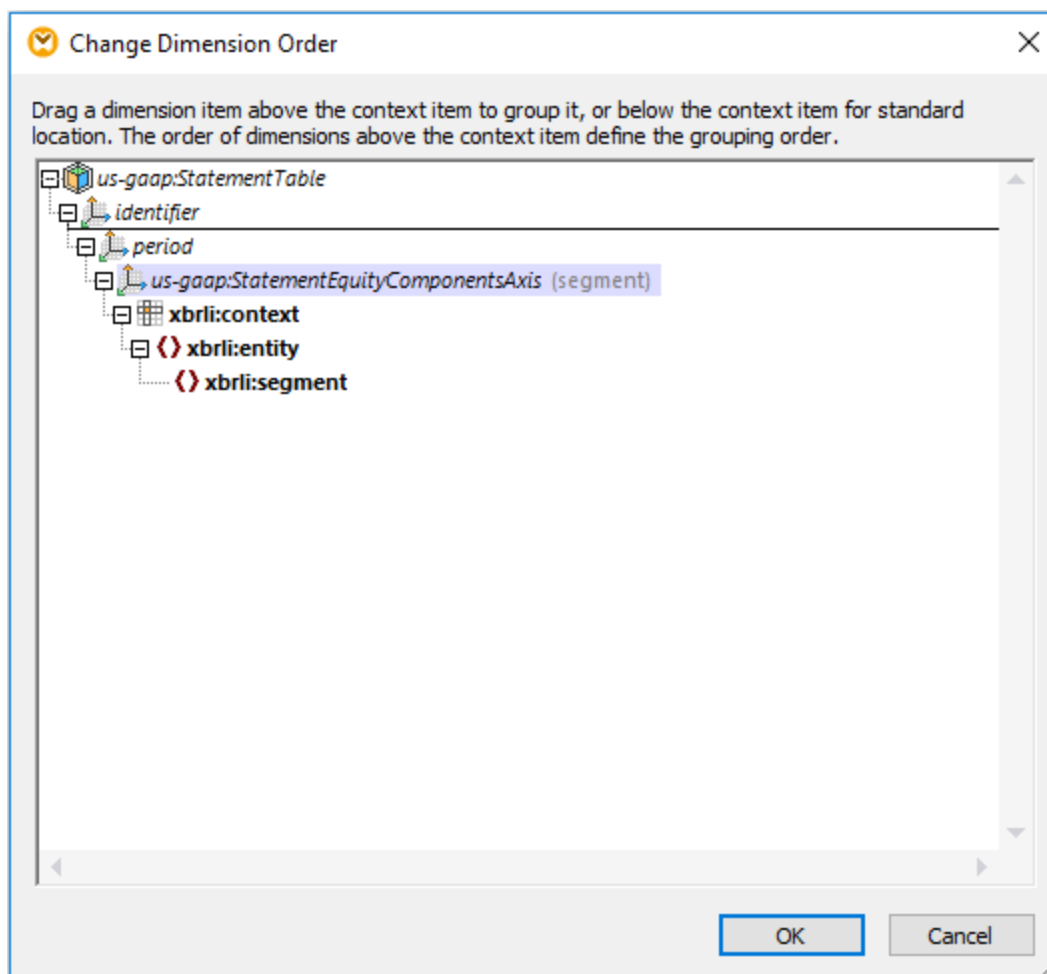 Change Dimension Order
Drag a dimension item above the context item to group it, or below the context item for standard
location. The order of dimensions above the context item define the grouping order.
us-gaap:StatementTable
identifier
period
us-gaap:StatementEquityComponentsAxis (segment)
xbrli:context
xbrli:entity
xbrli:segment
OK Cancel